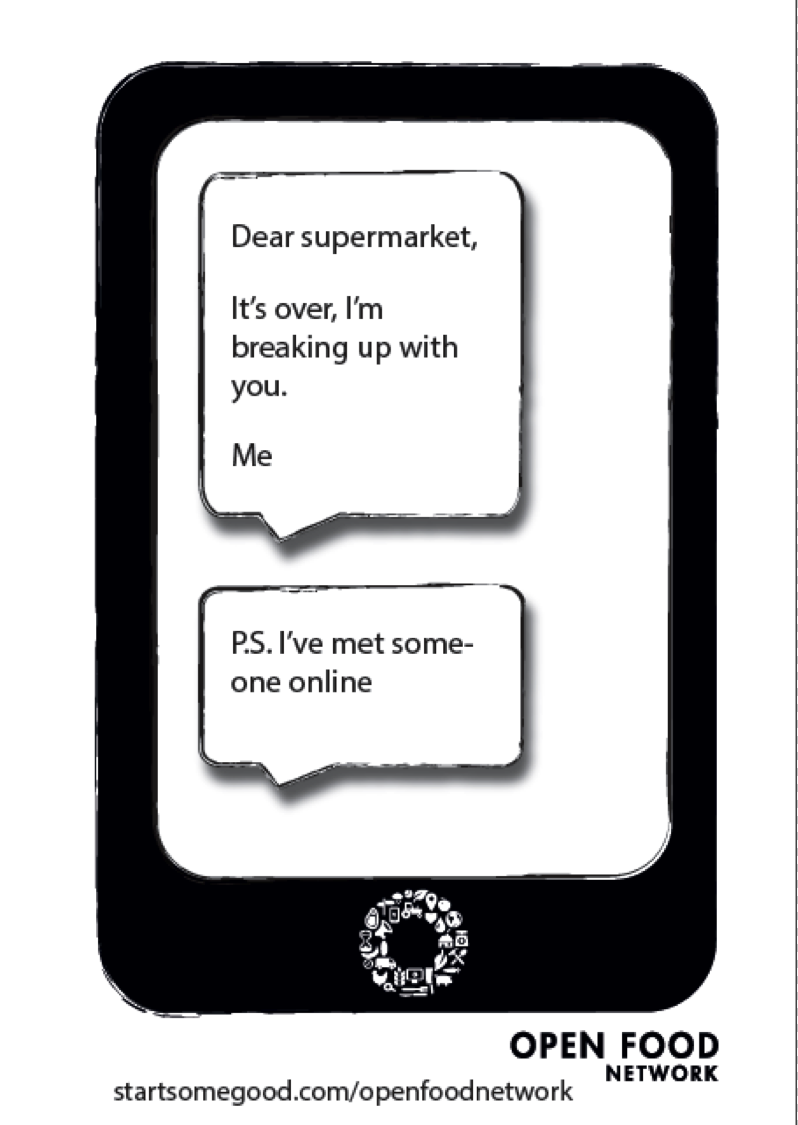 Dear supermarket,
It’s over, I’m
breaking up with
you.
Me
P.S. I’ve met some-
one online
OPEN FOOD
NETWORK
startsomegood.com/openfoodnetwork